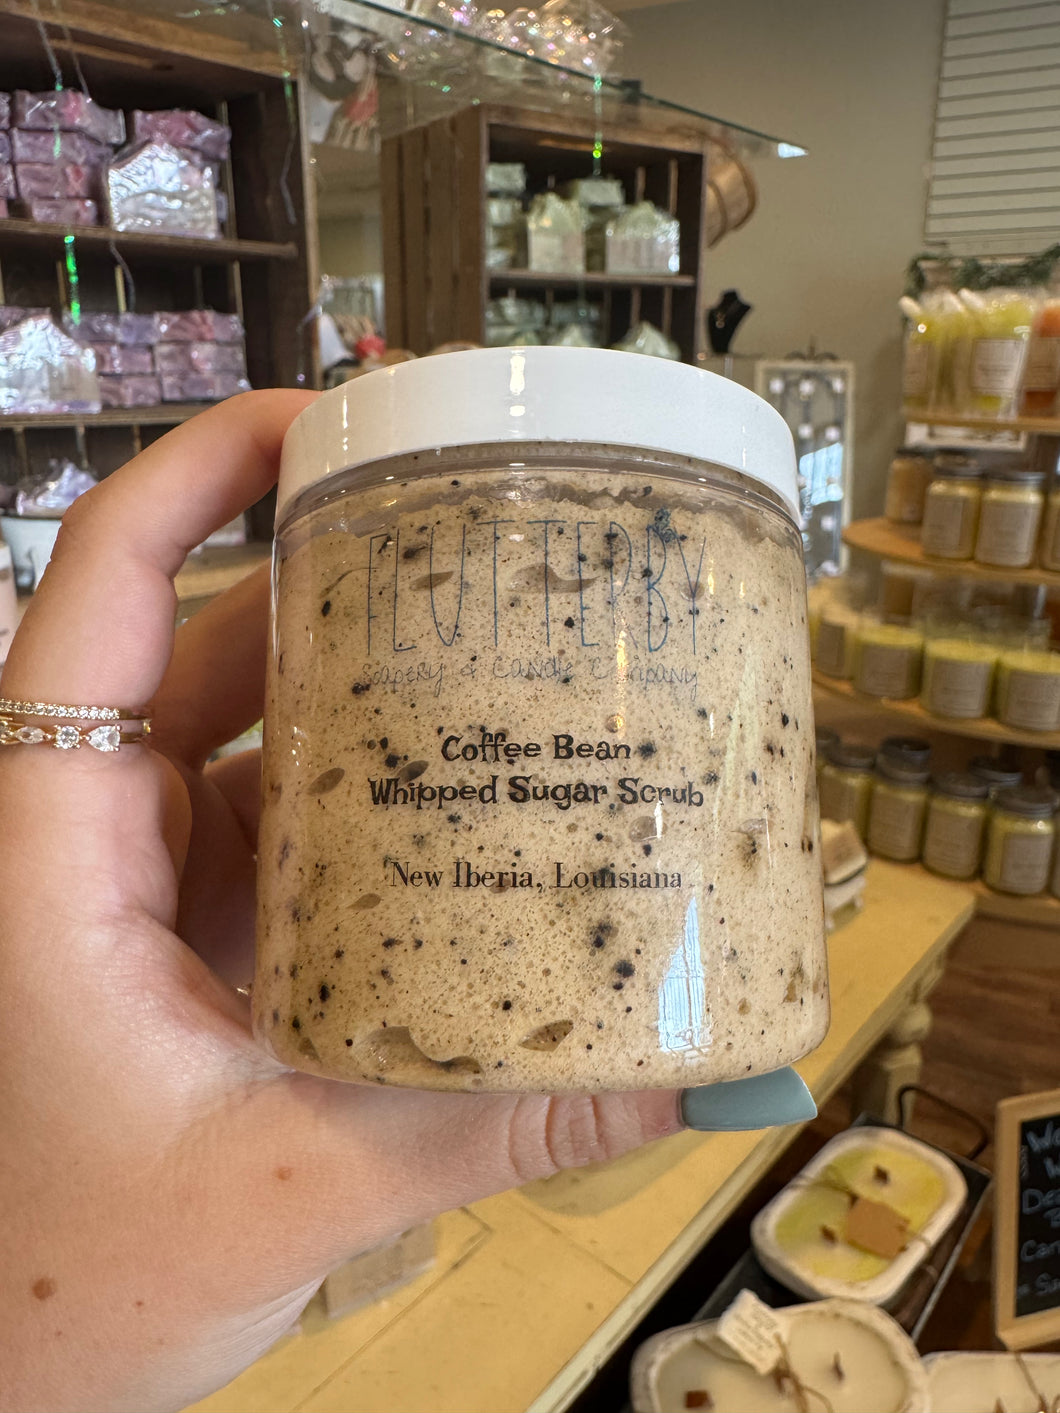 FLUTTERBY
Soapery & Candle Company
Coffee Bean
Whipped Sugar Scrub
New Iberia, Louisiana